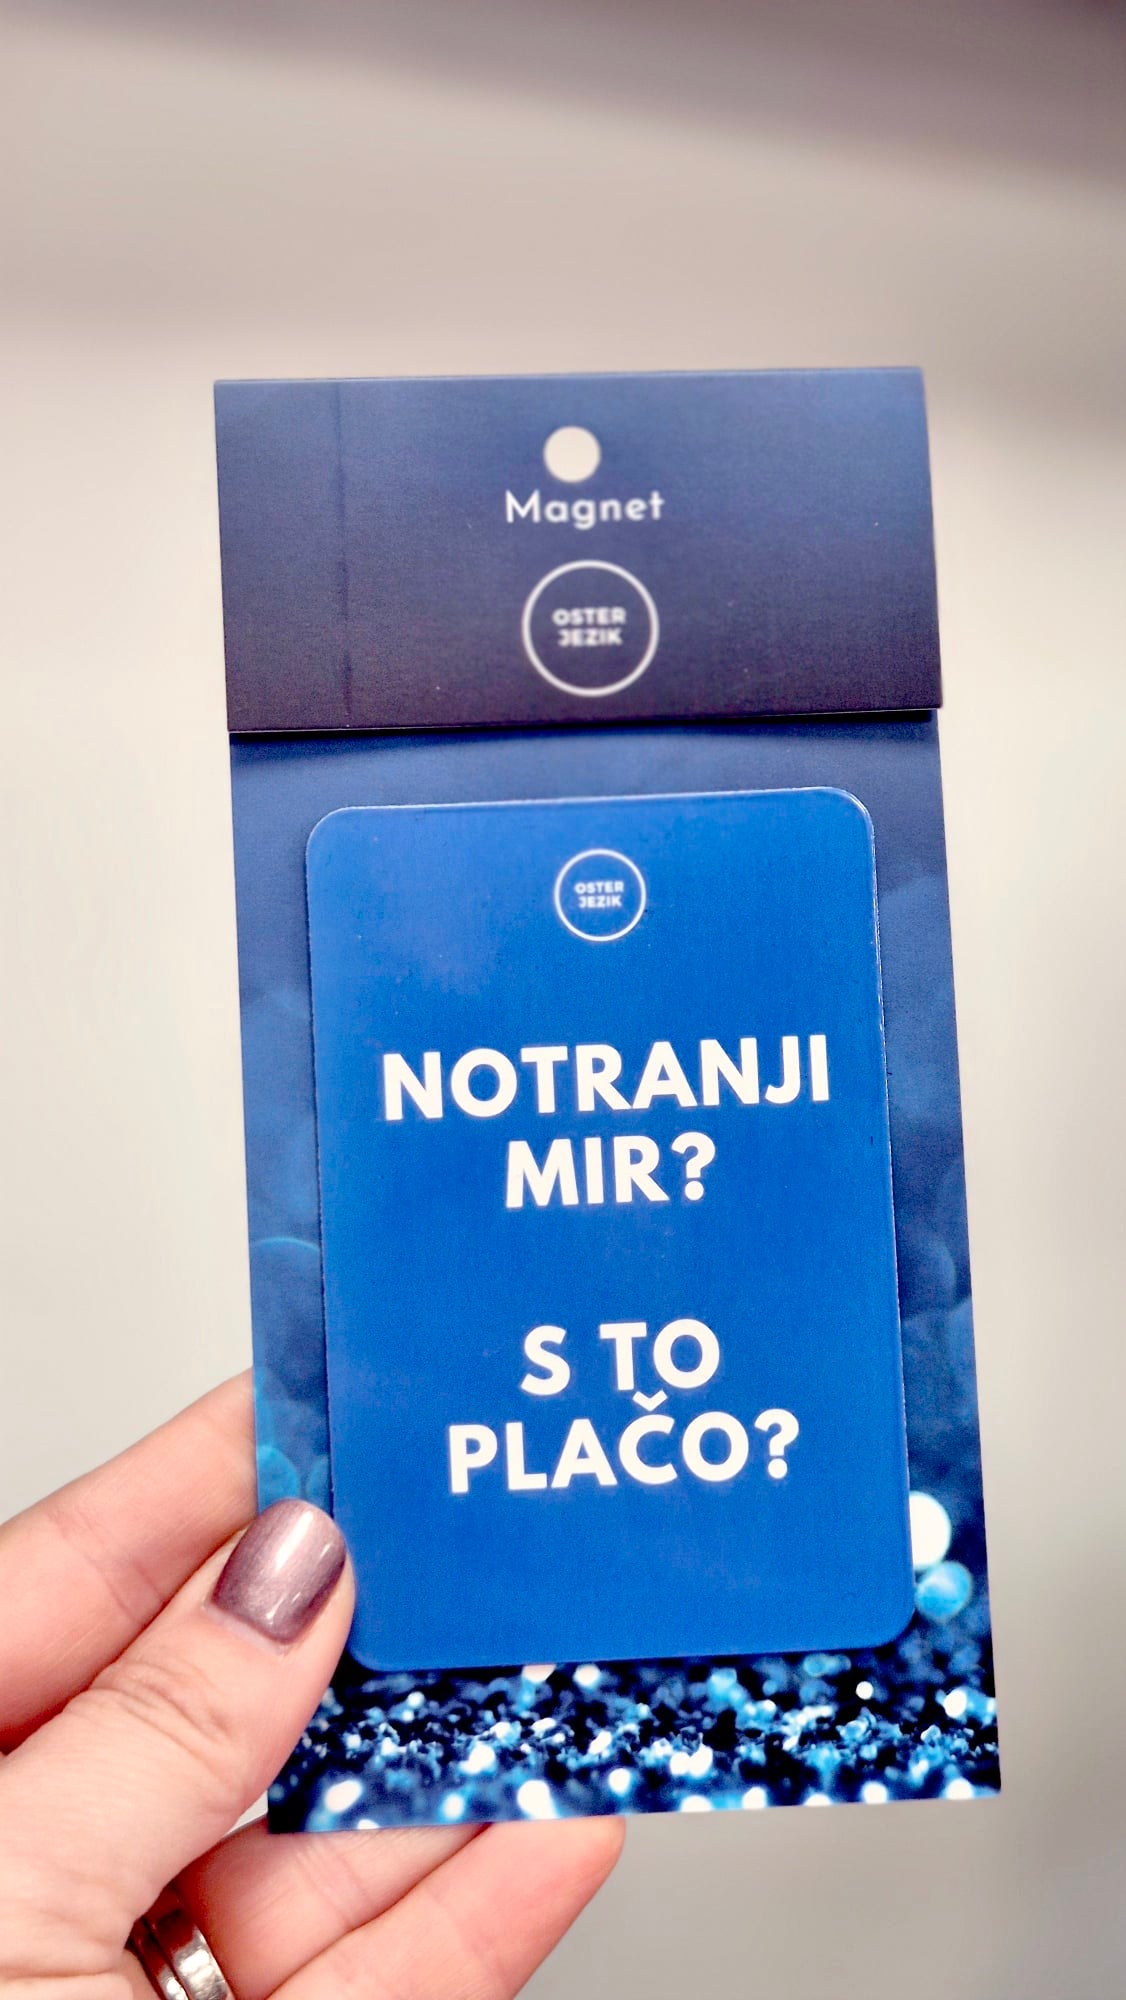 Magnet
OSTER
JEZIK
OSTER
JEZIK
NOTRANJI
MIR?
S TO
PLAČO?